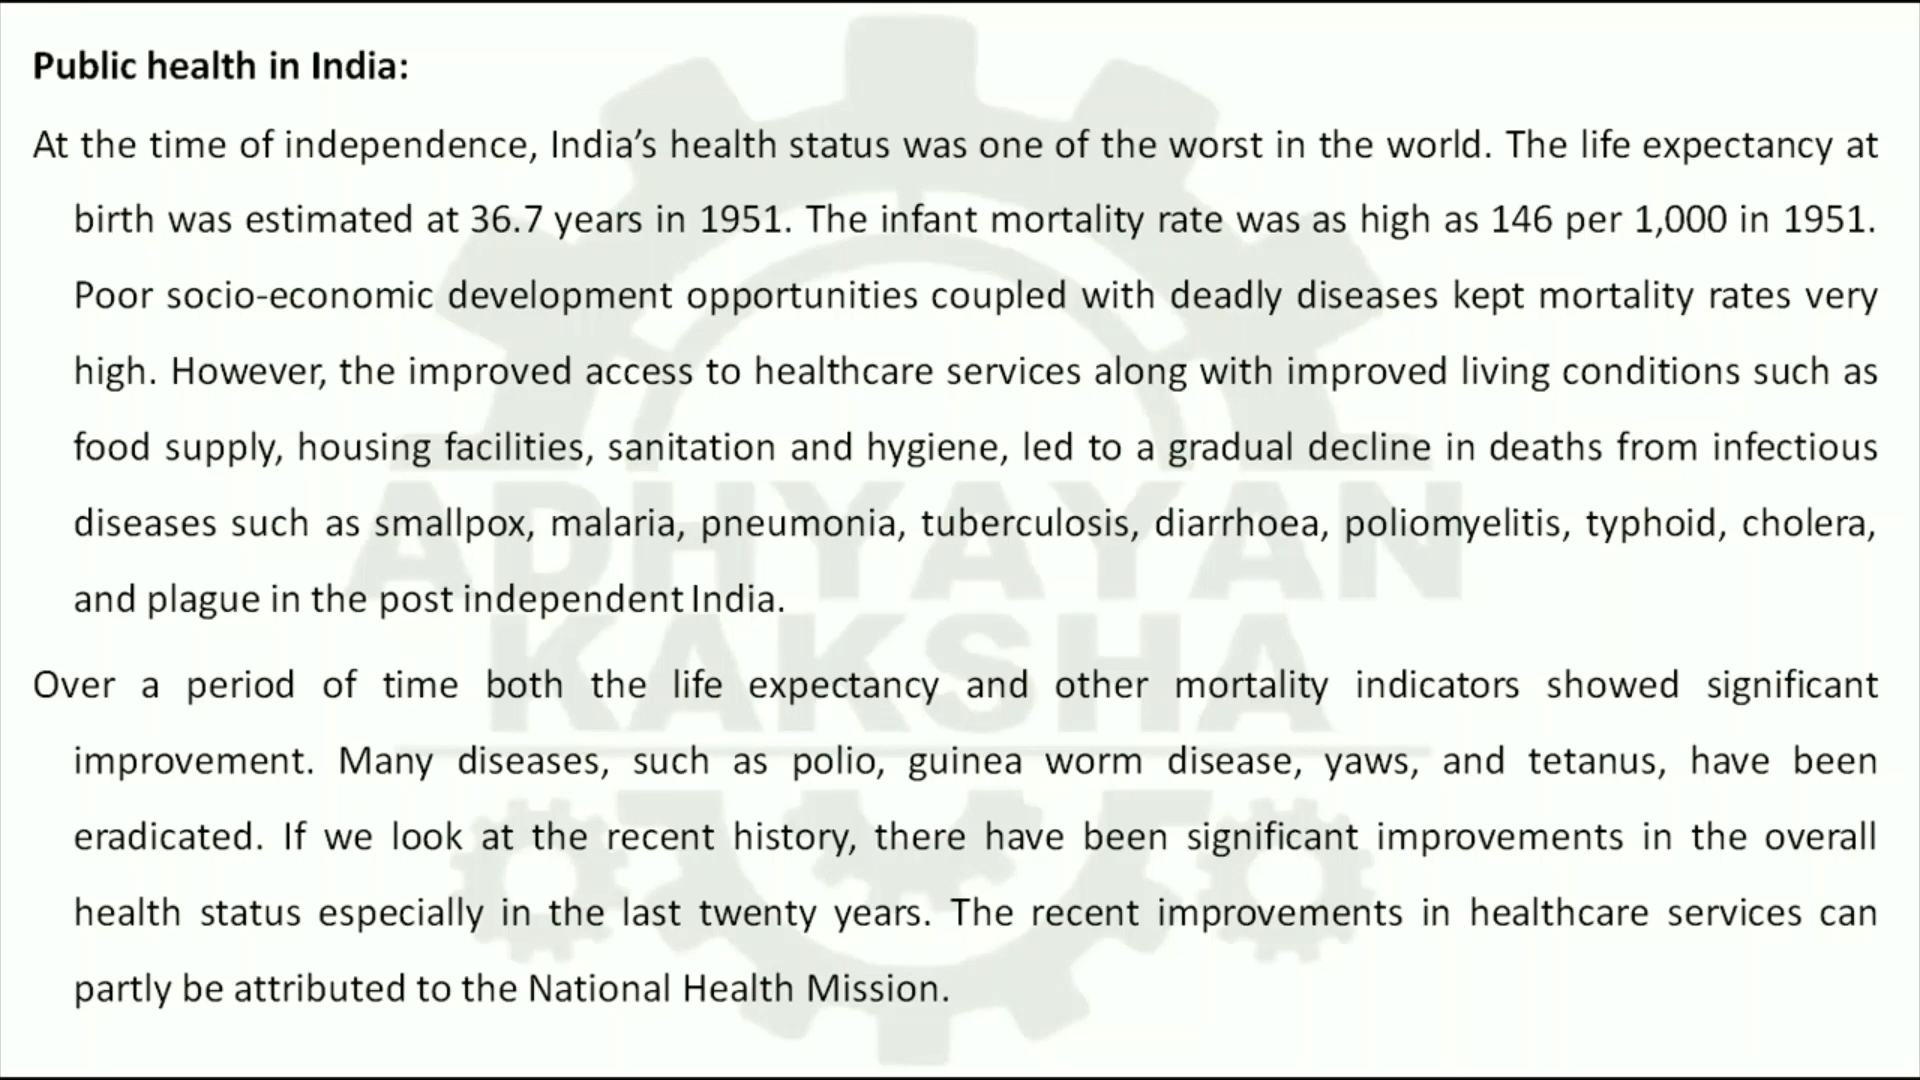 Public health in India:
At the time of independence, India’s health status was one of the worst in the world. The life expectancy at
birth was estimated at 36.7 years in 1951. The infant mortality rate was as high as 146 per 1,000 in 1951.
Poor socio-economic development opportunities coupled with deadly diseases kept mortality rates very
high. However, the improved access to healthcare services along with improved living conditions such as
food supply, housing facilities, sanitation and hygiene, led to a gradual decline in deaths from infectious
diseases such as smallpox, malaria, pneumonia, tuberculosis, diarrhoea, poliomyelitis, typhoid, cholera,
and plague in the post independent India.
Over a period of time both the life expectancy and other mortality indicators showed significant
improvement. Many diseases, such as polio, guinea worm disease, yaws, and tetanus, have been
eradicated. If we look at the recent history, there have been significant improvements in the overall
health status especially in the last twenty years. The recent improvements in healthcare services can
partly be attributed to the National Health Mission.
ADHYAYAN
KAKSHA